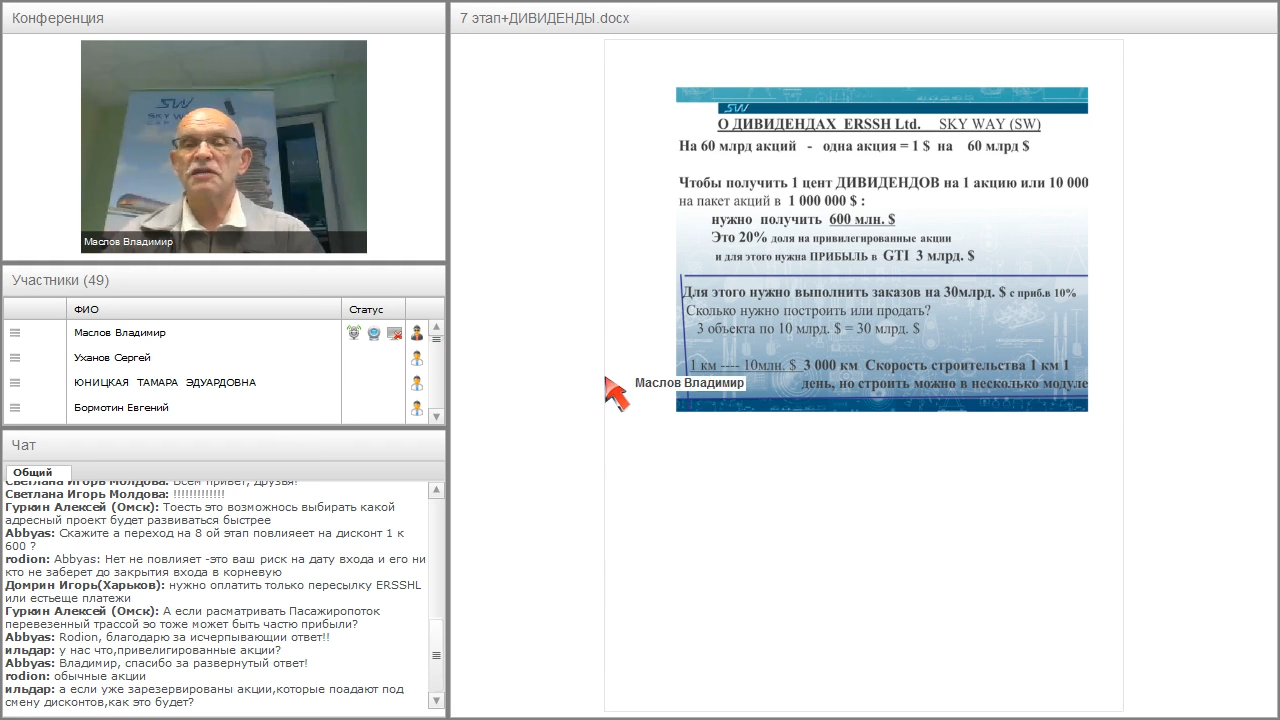 Конференция
SW
SKY WAY
Маслов Владимир
Участники (49)
ФИО
Статус
Маслов Владимир
Уханов Сергей
ЮНИЦКАЯ ТАМАРА ЭДУАРДОВНА
Бормотин Евгений
Чат
Общий
Светлана Игорь Молдова: Всем привет, друзья!
Светлана Игорь Молдова: !!!!!!!!!!!!!
Гуркин Алексей (Омск): Тоесть это возможнось выбирать какой
адресный проект будет развиваться быстрее
Abbyas: Скажите а переход на 8 ой этап повлияеет на дисконт 1 к
600 ?
rodion: Abbyas: Нет не повлияет -это ваш риск на дату входа и его ни
кто не заберет до закрытия входа в корневую
Домрин Игорь(Харьков): нужно оплатить только пересылку ERSSHL
или естьеще платежи
Гуркин Алексей (Омск): А если расматривать Пасажиропоток
перевезенный трассой эо тоже может быть частю прибыли?
Abbyas: Rodion, благодарю за исчерпывающии ответ!!
ильдар: у нас что,привелигированные акции?
Abbyas: Владимир, спасибо за развернутый ответ!
rodion: обычные акции
ильдар: а если уже зарезервированы акции,которые поадают под
смену дисконтов,как это будет?
7 этап+ДИВИДЕНДЫ.docx
SW
О ДИВИДЕНДАХ ERSSH Ltd. SKY WAY (SW)
На 60 млрд акций - одна акция = 1 $ на 60 млрд $
Чтобы получить 1 цент ДИВИДЕНДОВ на 1 акцию или 10 000
на пакет акций в 1 000 000 $ :
нужно получить 600 млн. $
Это 20% доля на привилегированные акции
и для этого нужна ПРИБЫЛЬ в GTI 3 млрд. $
Для этого нужно выполнить заказов на 30млрд. $ с приб.в 10%
Сколько нужно построить или продать?
3 объекта по 10 млрд. $ = 30 млрд. $
1 км ---- 10млн. $ 3 000 км Скорость строительства 1 км 1
день, но строить можно в несколько модуле
Маслов Владимир